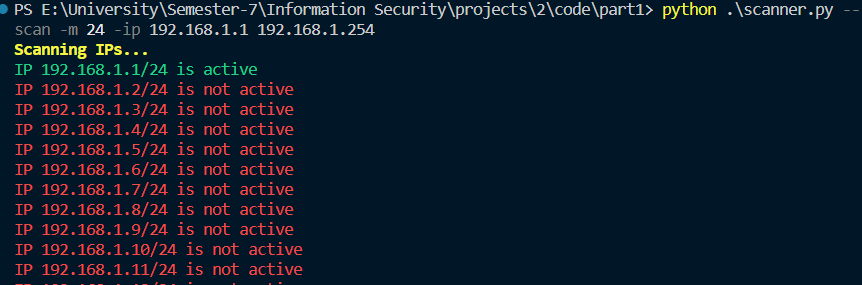 PS E:\University\Semester-7\Information Security\projects\2\code\part1> python .\scanner.py --
scan -m 24 -ip 192.168.1.1 192.168.1.254
Scanning IPs...
IP 192.168.1.1/24 is active
IP 192.168.1.2/24 is not active
IP 192.168.1.3/24 is not active
IP 192.168.1.4/24 is not active
IP 192.168.1.5/24 is not active
IP 192.168.1.6/24 is not active
IP 192.168.1.7/24 is not active
IP 192.168.1.8/24 is not active
IP 192.168.1.9/24 is not active
IP 192.168.1.10/24 is not active
IP 192.168.1.11/24 is not active